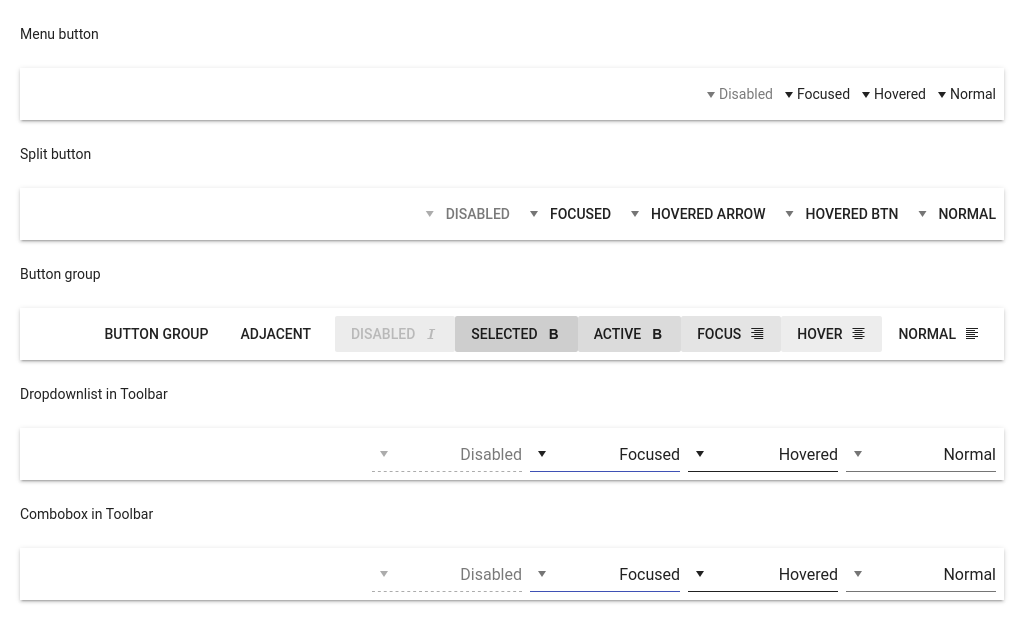 Menu button
Disabled Focused Hovered Normal
Split button
DISABLED FOCUSED HOVERED ARROW HOVERED BTN NORMAL
Button group
BUTTON GROUP ADJACENT DISABLED I SELECTED B ACTIVE B FOCUS HOVER NORMAL
Dropdownlist in Toolbar
Disabled Focused Hovered Normal
Combobox in Toolbar
Disabled Focused Hovered Normal